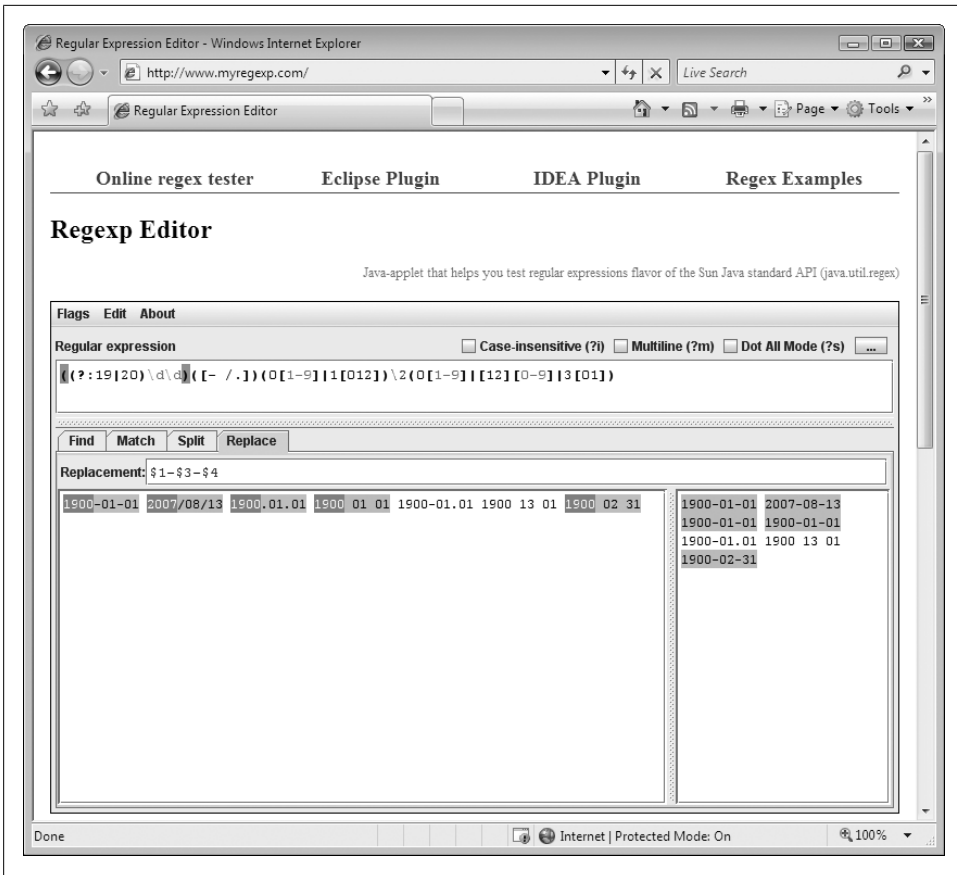 Regular Expression Editor - Windows Internet Explorer
http://www.myregexp.com/
Live Search
Regular Expression Editor
Page
Tools
Online regex tester Eclipse Plugin IDEA Plugin Regex Examples
Regexp Editor
Java-applet that helps you test regular expressions flavor of the Sun Java standard API (java.util.regex)
Flags Edit About
Regular expression
Case-insensitive (?i) Multiline (?m) Dot All Mode (?s) ...
((?:19|20)\d\d)([- /.])(0[1-9]|1[012])\2(0[1-9]|[12][0-9]|3[01])
Find Match Split Replace
Replacement: $1-$3-$4
1900-01-01 2007/08/13 1900.01.01 1900 01 01 1900-01.01 1900 13 01 1900 02 31
1900-01-01 2007-08-13
1900-01-01 1900-01-01
1900-01.01 1900 13 01
1900-02-31
Done
Internet | Protected Mode: On
100%